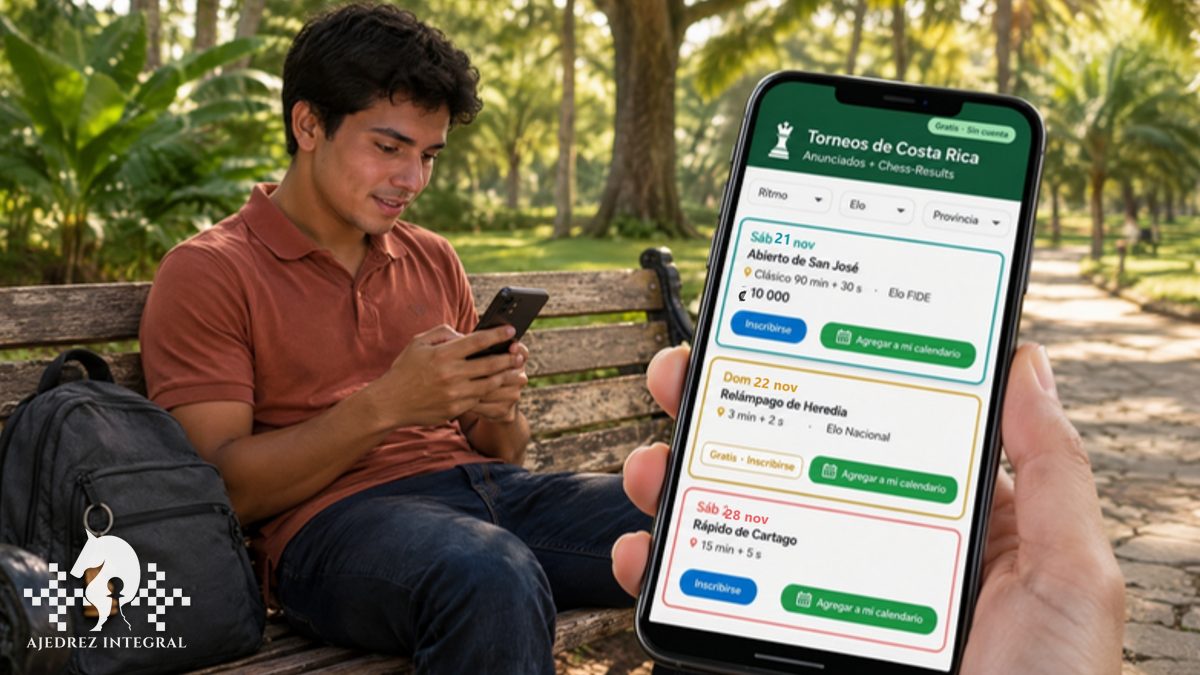 Gratis · Sin cuenta
Torneos de Costa Rica
Anunciados + Chess-Results
Ritmo
Elo
Provincia
Sáb 21 nov
Abierto de San José
Clásico 90 min + 30 s · Elo FIDE
₡ 10 000
Inscribirse
Agregar a mi calendario
Dom 22 nov
Relámpago de Heredia
3 min + 2 s · Elo Nacional
Gratis · Inscribirse
Agregar a mi calendario
Sáb 28 nov
Rápido de Cartago
15 min + 5 s
Inscribirse
Agregar a mi calendario
AJEDREZ INTEGRAL